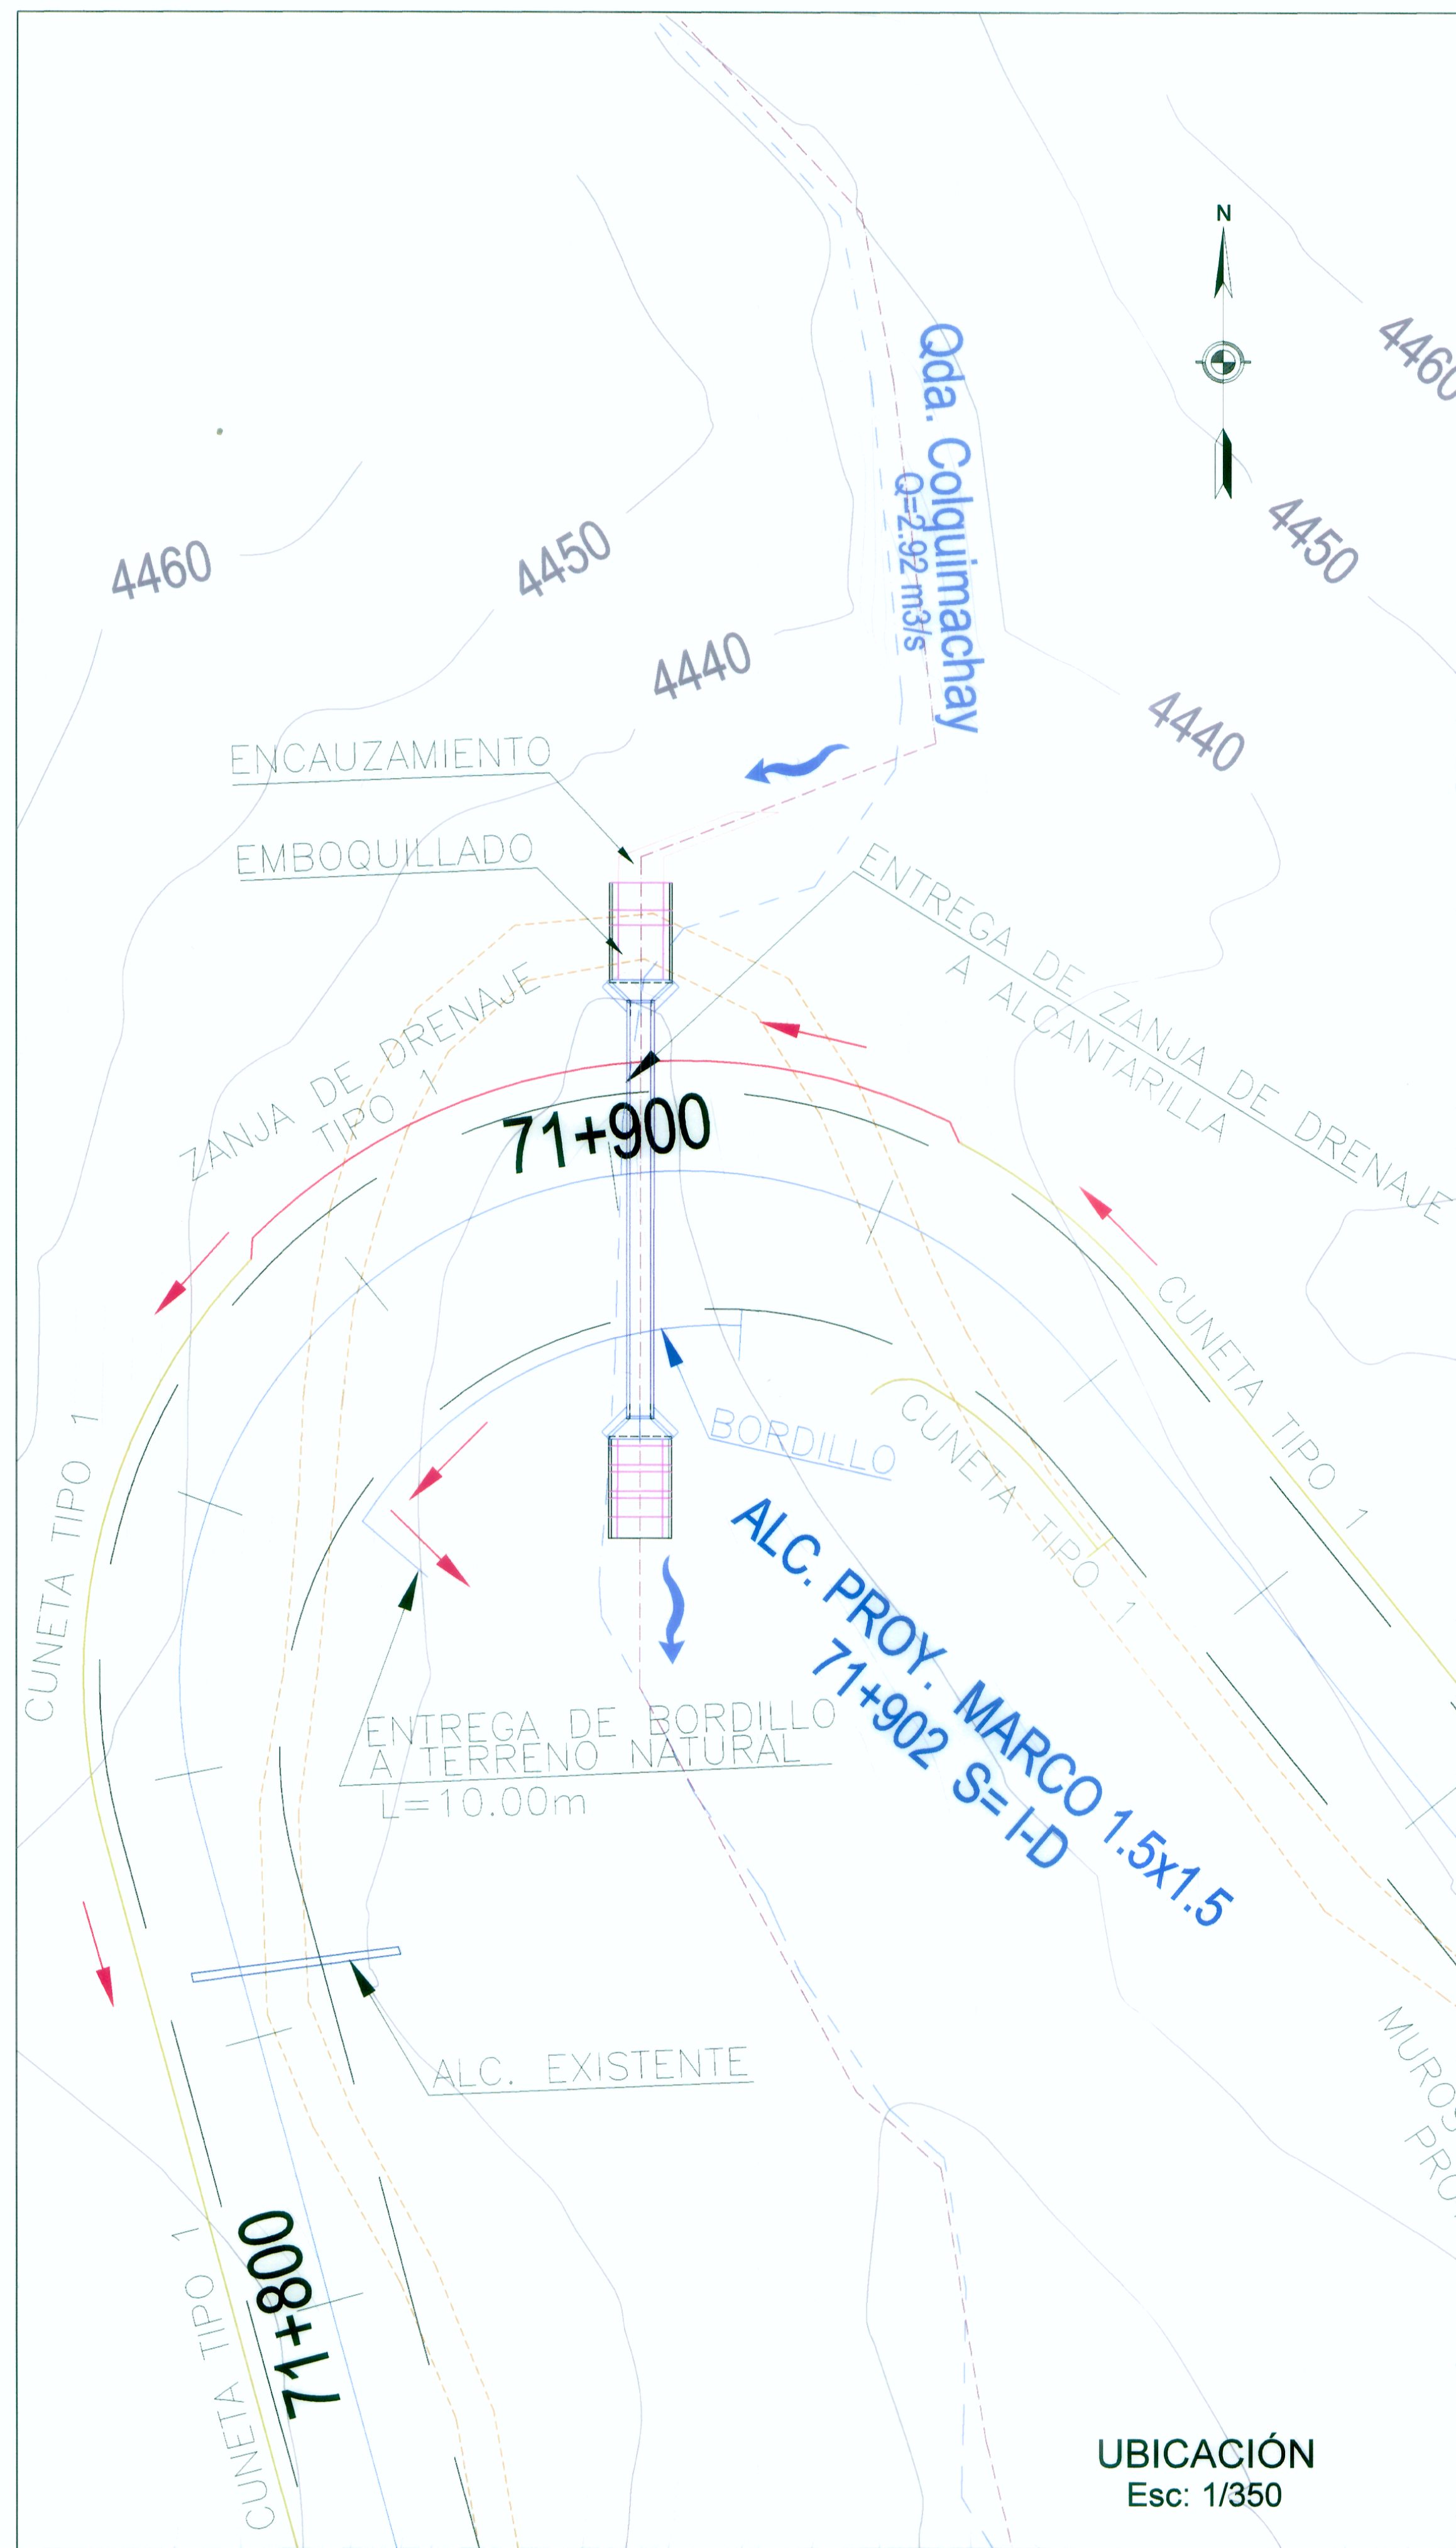 N
4460
4450
4440
4460
4450
4440
Qda. Colquimachay
Q=2.92 m3/s
ENCAUZAMIENTO
EMBOQUILLADO
ENTREGA DE ZANJA DE DRENAJE
A ALCANTARILLA
ZANJA DE DRENAJE
TIPO 1
71+900
CUNETA TIPO 1
CUNETA TIPO 1
CUNETA TIPO 1
BORDILLO
ALC. PROY. MARCO 1.5x1.5
71+902 S= I-D
ENTREGA DE BORDILLO
A TERRENO NATURAL
L=10.00m
ALC. EXISTENTE
MUROS
CUNETA TIPO 1
71+800
UBICACIÓN
Esc: 1/350